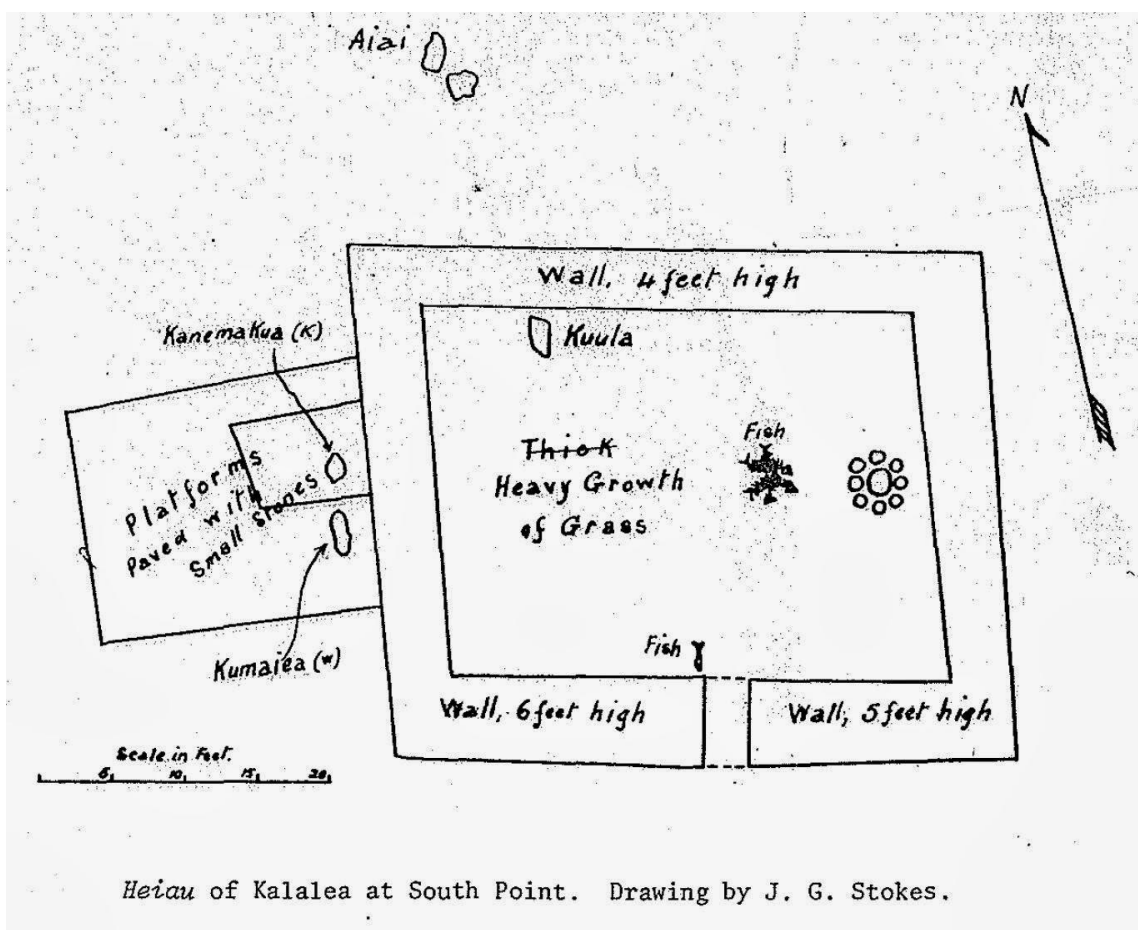 Aiai
N
Wall, 4 feet high
Kanemakua (K)
Kuula
Fish
Thick
Heavy Growth
of Grass
Platforms
Paved with
Small Stones
Fish
Kumaiea (w)
Wall, 6 feet high
Wall, 5 feet high
Scale in Feet.
5 10 15 20
Heiau of Kalalea at South Point. Drawing by J. G. Stokes.